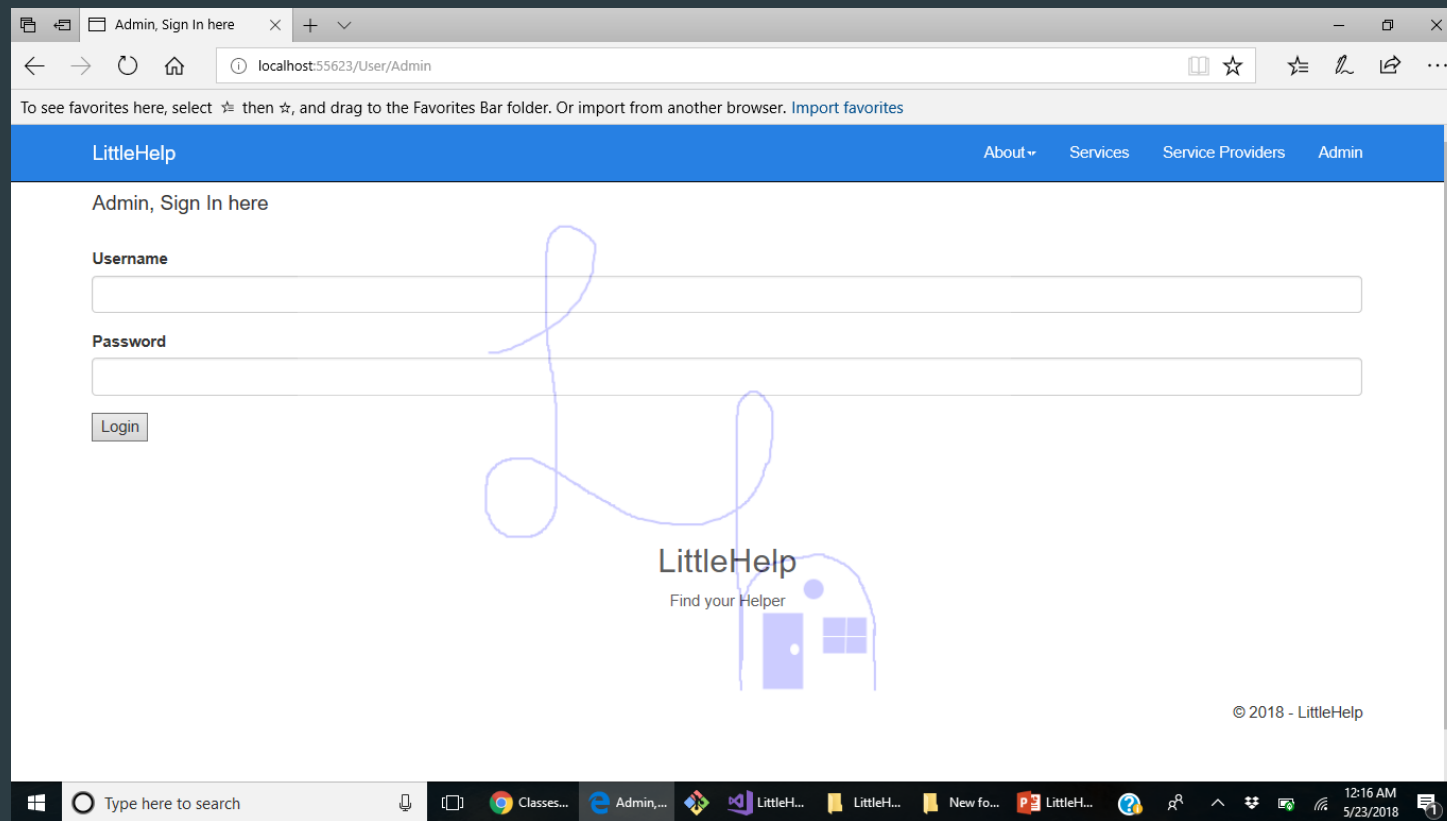 Admin, Sign In here
localhost:55623/User/Admin
To see favorites here, select then , and drag to the Favorites Bar folder. Or import from another browser. Import favorites
LittleHelp About Services Service Providers Admin
Admin, Sign In here
Username
Password
Login
LittleHelp
Find your Helper
© 2018 - LittleHelp
Type here to search Classes... Admin,... LittleH... LittleH... New fo... LittleH... 12:16 AM
5/23/2018 1